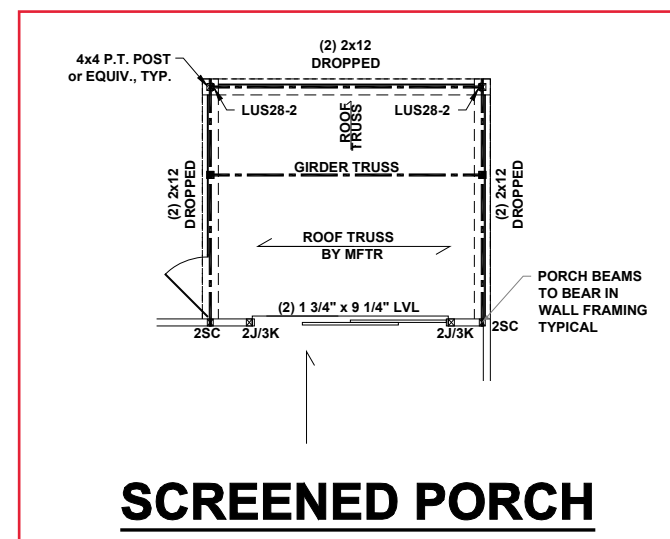 (2) 2x12
DROPPED
4x4 P.T. POST
or EQUIV., TYP.
LUS28-2
LUS28-2
ROOF
TRUSS
(2) 2x12
DROPPED
GIRDER TRUSS
(2) 2x12
DROPPED
ROOF TRUSS
BY MFTR
PORCH BEAMS
TO BEAR IN
WALL FRAMING
TYPICAL
(2) 1 3/4" x 9 1/4" LVL
2SC
2J/3K
2J/3K
2SC
SCREENED PORCH